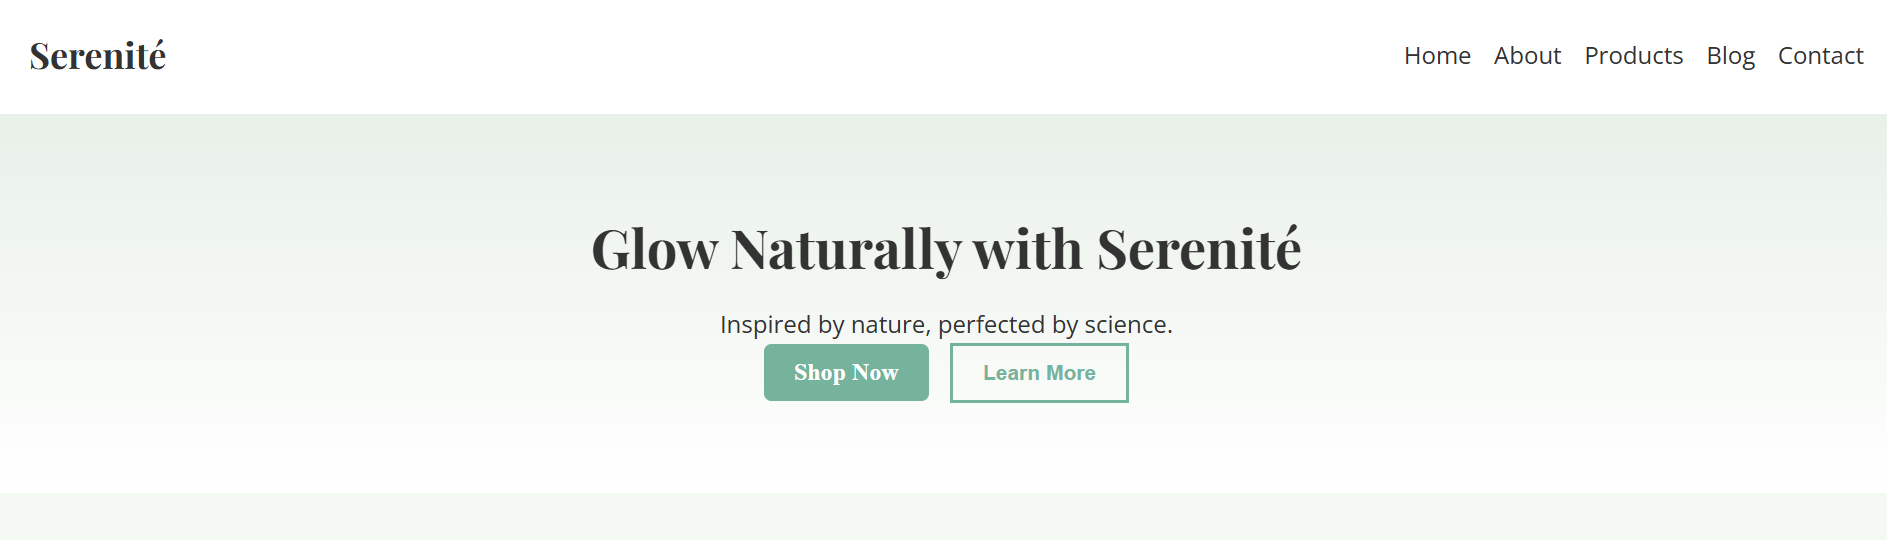 Serenité
Home About Products Blog Contact
Glow Naturally with Serenité
Inspired by nature, perfected by science.
Shop Now
Learn More